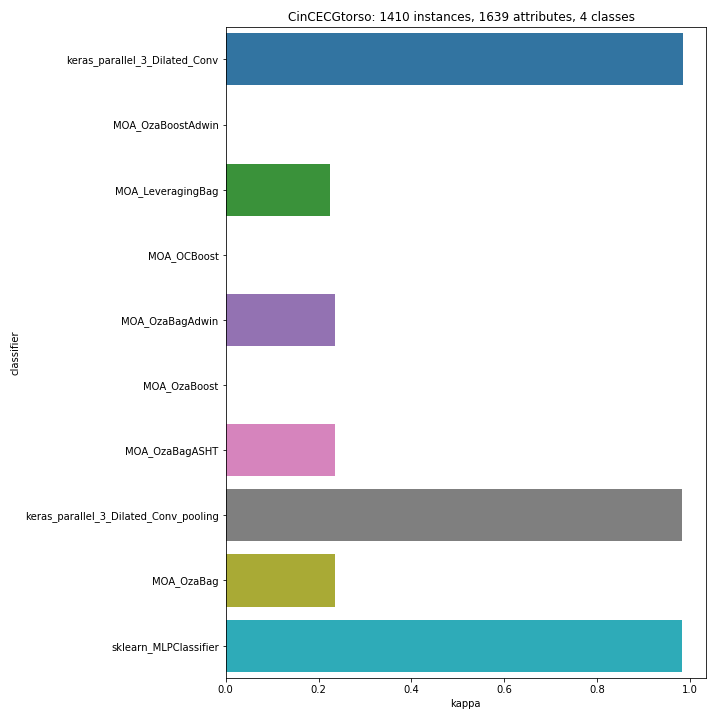 CinCECGtorso: 1410 instances, 1639 attributes, 4 classes
classifier
keras_parallel_3_Dilated_Conv
MOA_OzaBoostAdwin
MOA_LeveragingBag
MOA_OCBoost
MOA_OzaBagAdwin
MOA_OzaBoost
MOA_OzaBagASHT
keras_parallel_3_Dilated_Conv_pooling
MOA_OzaBag
sklearn_MLPClassifier
0.0 0.2 0.4 0.6 0.8 1.0
kappa